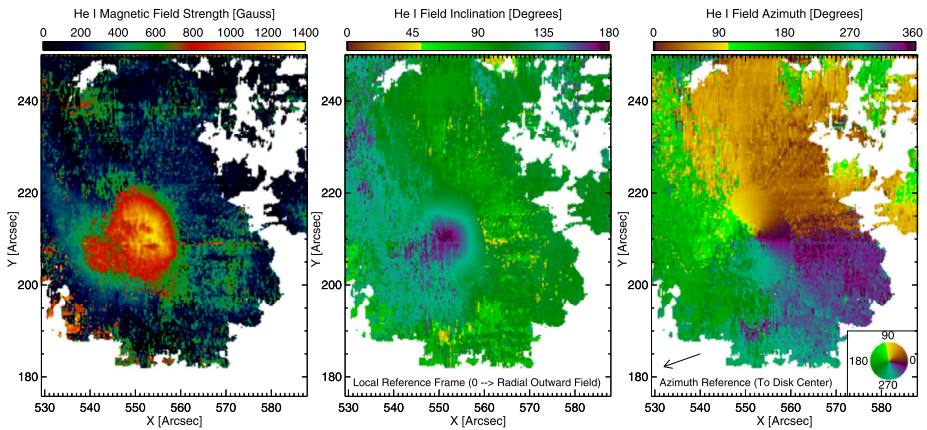 He I Magnetic Field Strength [Gauss]
0 200 400 600 800 1000 1200 1400
240
220
200
180
Y [Arcsec]
530 540 550 560 570 580
X [Arcsec]
He I Field Inclination [Degrees]
0 45 90 135 180
240
220
200
180
Y [Arcsec]
Local Reference Frame (0 --> Radial Outward Field)
530 540 550 560 570 580
X [Arcsec]
He I Field Azimuth [Degrees]
0 90 180 270 360
240
220
200
180
Y [Arcsec]
90
180 0
270
Azimuth Reference (To Disk Center)
530 540 550 560 570 580
X [Arcsec]